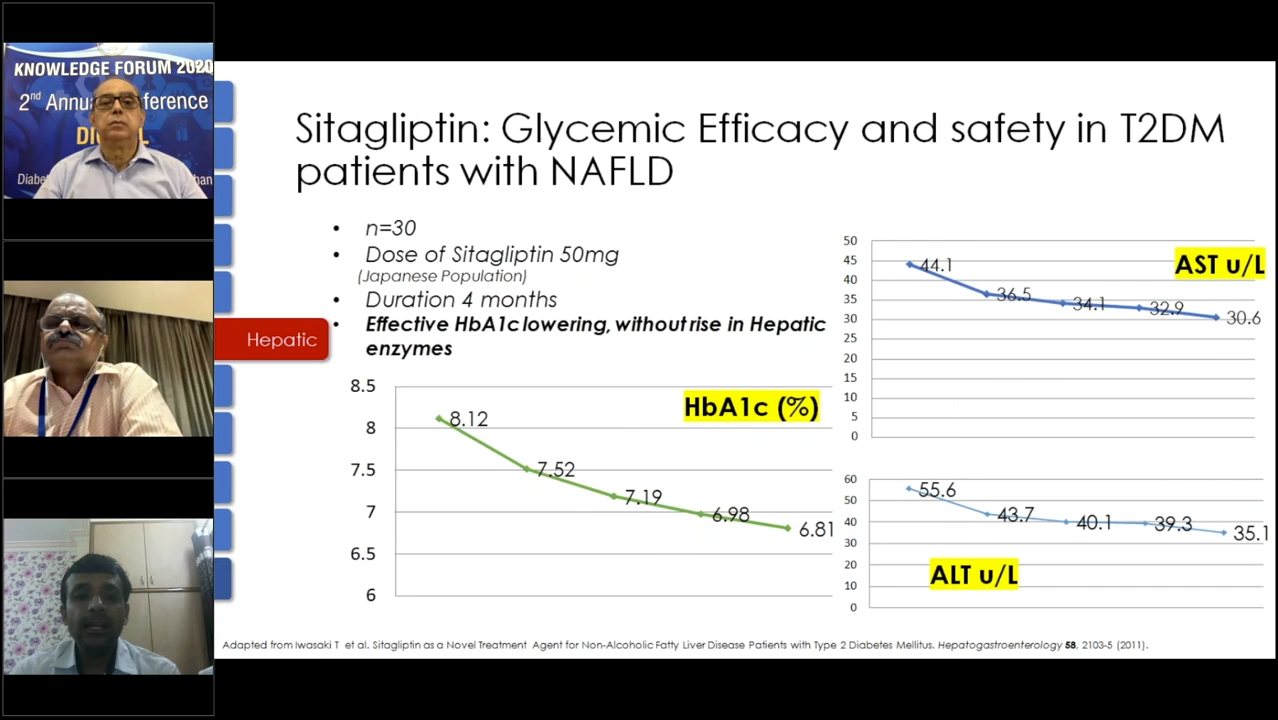 KNOWLEDGE FORUM 2020
2nd Annu ference
DI L
Diabe han
Sitagliptin: Glycemic Efficacy and safety in T2DM
patients with NAFLD
• n=30
• Dose of Sitagliptin 50mg
(Japanese Population)
• Duration 4 months
• Effective HbA1c lowering, without rise in Hepatic
enzymes
Hepatic
HbA1c (%)
8.5
8
7.5
7
6.5
6
8.12
7.52
7.19
6.98
6.81
AST u/L
50
45
40
35
30
25
20
15
10
5
0
44.1
36.5
34.1
32.9
30.6
ALT u/L
60
50
40
30
20
10
0
55.6
43.7
40.1
39.3
35.1
Adapted from Iwasaki T et al. Sitagliptin as a Novel Treatment Agent for Non-Alcoholic Fatty Liver Disease Patients with Type 2 Diabetes Mellitus. Hepatogastroenterology 58, 2103-5 (2011).